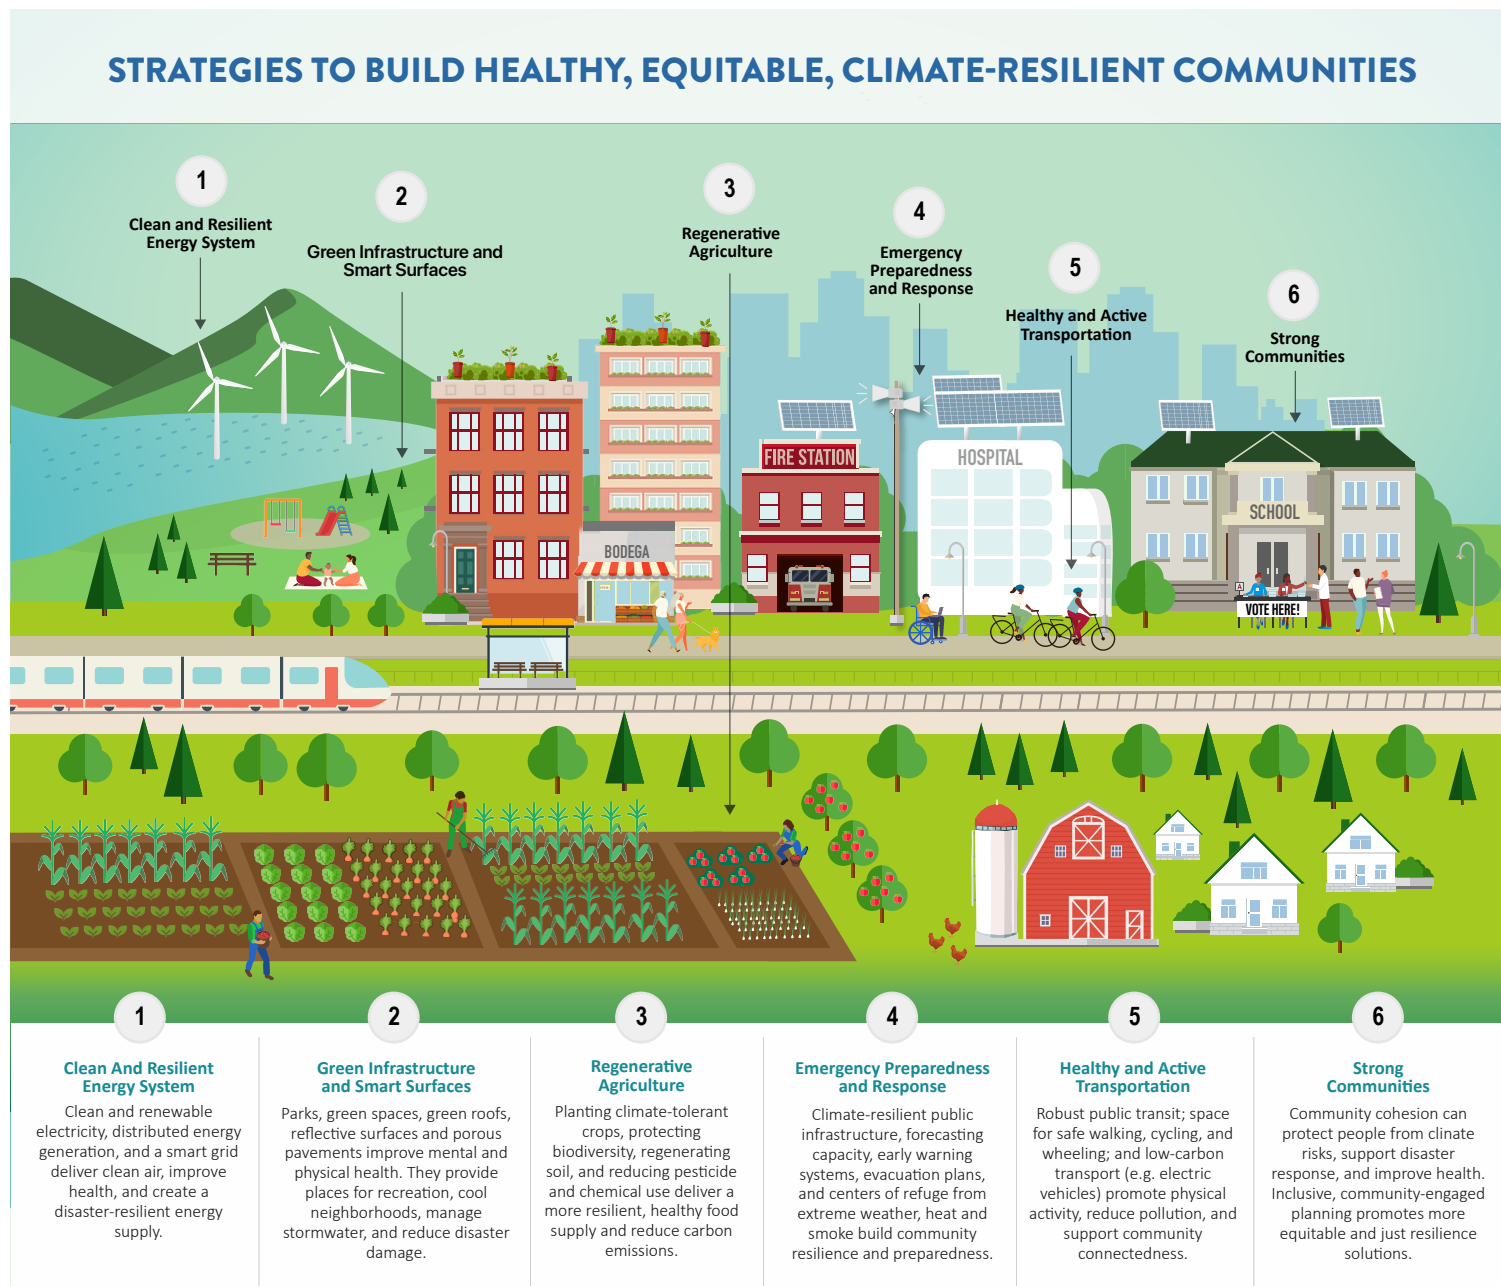 STRATEGIES TO BUILD HEALTHY, EQUITABLE, CLIMATE-RESILIENT COMMUNITIES
1
Clean and Resilient
Energy System
2
Green Infrastructure and
Smart Surfaces
3
Regenerative
Agriculture
4
Emergency
Preparedness
and Response
5
Healthy and Active
Transportation
6
Strong
Communities
FIRE STATION
HOSPITAL
SCHOOL
BODEGA
A
VOTE HERE!
1
Clean And Resilient
Energy System
Clean and renewable
electricity, distributed energy
generation, and a smart grid
deliver clean air, improve
health, and create a
disaster-resilient energy
supply.
2
Green Infrastructure
and Smart Surfaces
Parks, green spaces, green roofs,
reflective surfaces and porous
pavements improve mental and
physical health. They provide
places for recreation, cool
neighborhoods, manage
stormwater, and reduce disaster
damage.
3
Regenerative
Agriculture
Planting climate-tolerant
crops, protecting
biodiversity, regenerating
soil, and reducing pesticide
and chemical use deliver a
more resilient, healthy food
supply and reduce carbon
emissions.
4
Emergency Preparedness
and Response
Climate-resilient public
infrastructure, forecasting
capacity, early warning
systems, evacuation plans,
and centers of refuge from
extreme weather, heat and
smoke build community
resilience and preparedness.
5
Healthy and Active
Transportation
Robust public transit; space
for safe walking, cycling, and
wheeling; and low-carbon
transport (e.g. electric
vehicles) promote physical
activity, reduce pollution, and
support community
connectedness.
6
Strong
Communities
Community cohesion can
protect people from climate
risks, support disaster
response, and improve health.
Inclusive, community-engaged
planning promotes more
equitable and just resilience
solutions.